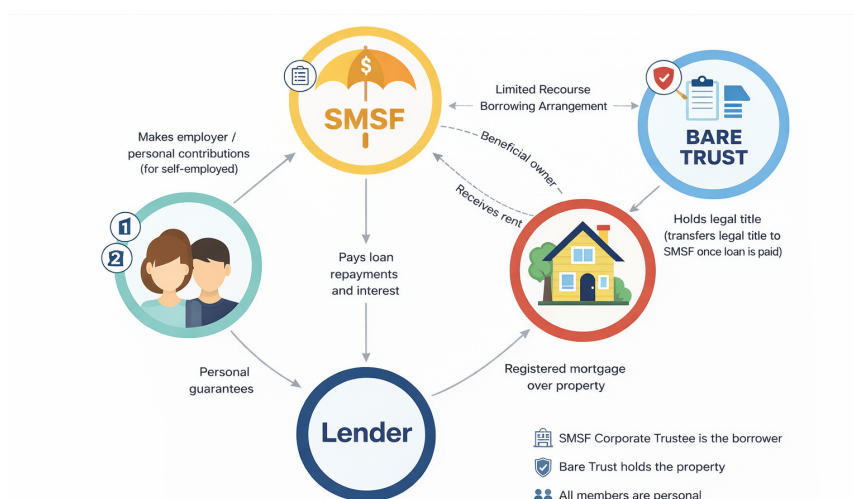 $
SMSF
Limited Recourse
Borrowing Arrangement
BARE
TRUST
Makes employer /
personal contributions
(for self-employed)
Beneficial owner
Receives rent
1
2
Holds legal title
(transfers legal title to
SMSF once loan is paid)
Pays loan
repayments
and interest
Personal
guarantees
Registered mortgage
over property
Lender
SMSF Corporate Trustee is the borrower
Bare Trust holds the property
All members are personal